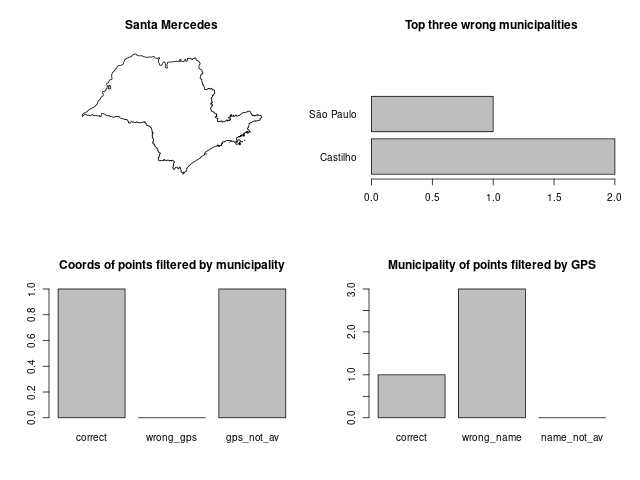 Santa Mercedes
Top three wrong municipalities
São Paulo
Castilho
0.0 0.5 1.0 1.5 2.0
Coords of points filtered by municipality
1.0
0.8
0.6
0.4
0.2
0.0
correct wrong_gps gps_not_av
Municipality of points filtered by GPS
3.0
2.0
1.0
0.0
correct wrong_name name_not_av